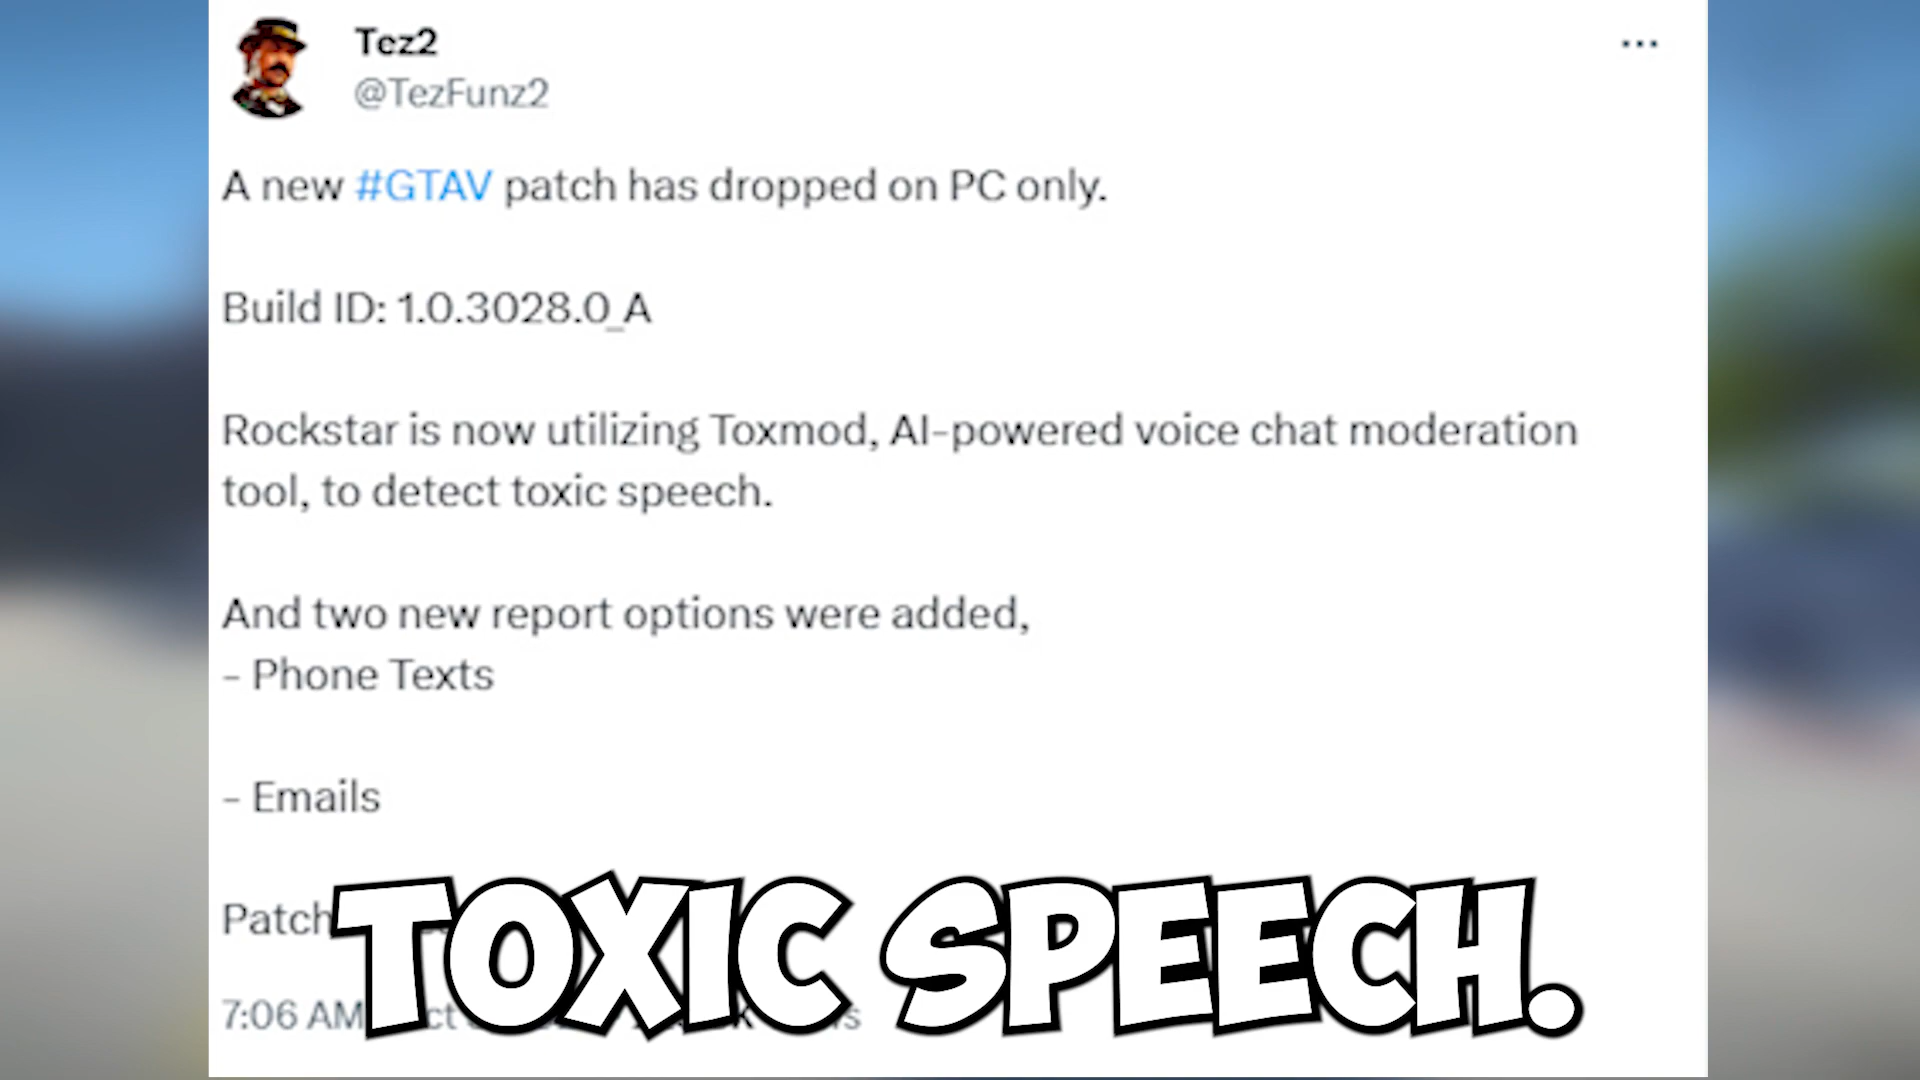 Tez2
@TezFunz2
A new #GTAV patch has dropped on PC only.
Build ID: 1.0.3028.0_A
Rockstar is now utilizing Toxmod, AI-powered voice chat moderation
tool, to detect toxic speech.
And two new report options were added,
- Phone Texts
- Emails
Patch
TOXIC SPEECH.
7:06 AM